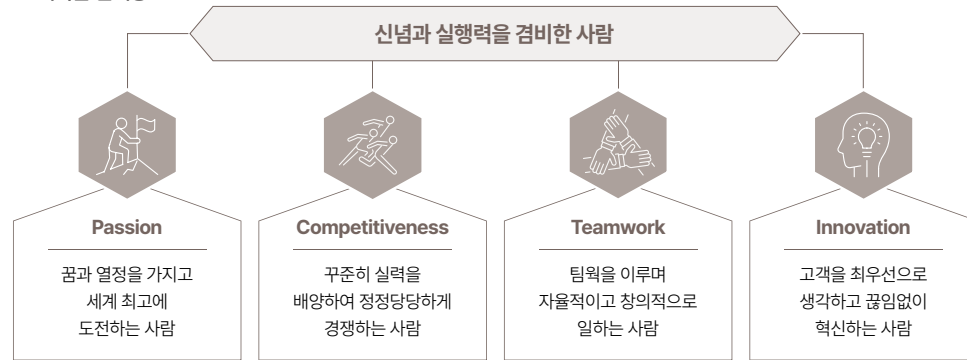 신념과 실행력을 겸비한 사람
Passion
꿈과 열정을 가지고
세계 최고에
도전하는 사람
Competitiveness
꾸준히 실력을
배양하여 정정당당하게
경쟁하는 사람
Teamwork
팀웍을 이루며
자율적이고 창의적으로
일하는 사람
Innovation
고객을 최우선으로
생각하고 끊임없이
혁신하는 사람